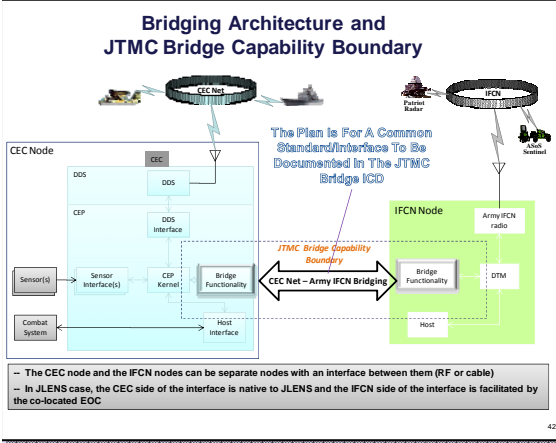 Bridging Architecture and
JTMC Bridge Capability Boundary
CEC Net
IFCN
Patriot
Radar
ASoS
Sentinel
The Plan Is For A Common
Standard/Interface To Be
Documented In The JTMC
Bridge ICD
CEC Node
CEC
DDS
DDS
CEP
DDS
Interface
IFCN Node
Army IFCN
radio
JTMC Bridge Capability
Boundary
Sensor(s)
Sensor
Interface(s)
CEP
Kernel
Bridge
Functionality
CEC Net – Army IFCN Bridging
Bridge
Functionality
DTM
Combat
System
Host
Interface
Host
-- The CEC node and the IFCN nodes can be separate nodes with an interface between them (RF or cable)
-- In JLENS case, the CEC side of the interface is native to JLENS and the IFCN side of the interface is facilitated by
the co-located EOC
42